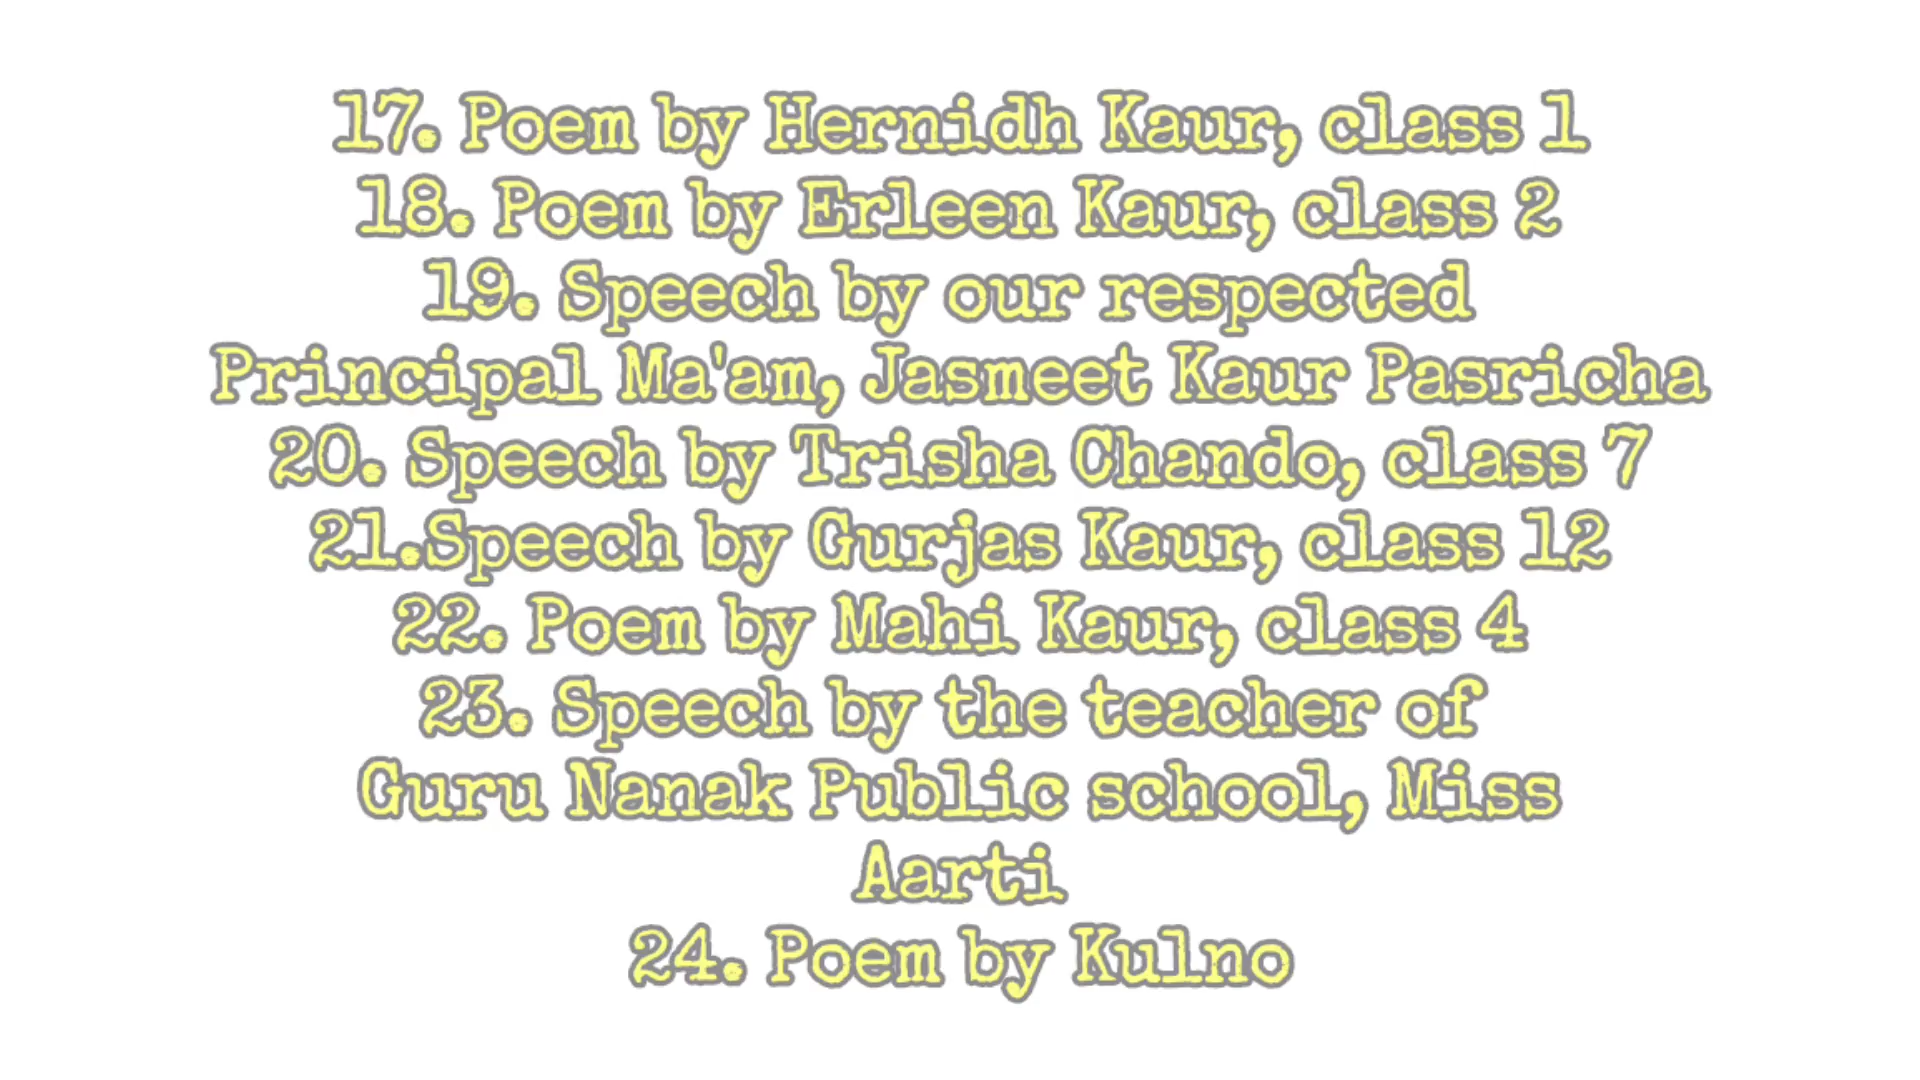 17. Poem by Hernidh Kaur, class 1
18. Poem by Erleen Kaur, class 2
19. Speech by our respected
Principal Ma'am, Jasmeet Kaur Pasricha
20. Speech by Trisha Chando, class 7
21.Speech by Gurjas Kaur, class 12
22. Poem by Mahi Kaur, class 4
23. Speech by the teacher of
Guru Nanak Public school, Miss
Aarti
24. Poem by Kulno